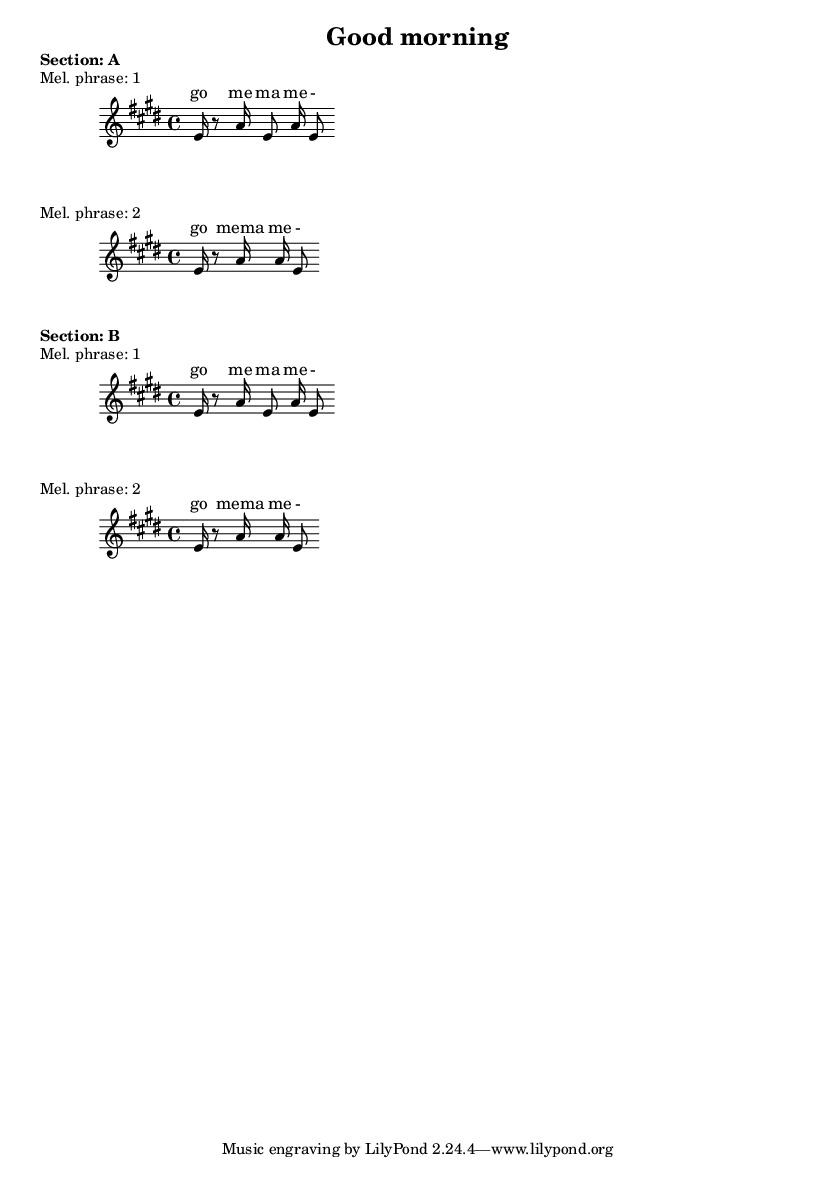 Good morning
Section: A
Mel. phrase: 1
go me ma me -
Mel. phrase: 2
go mema me -
Section: B
Mel. phrase: 1
go me ma me -
Mel. phrase: 2
go mema me -
Music engraving by LilyPond 2.24.4—www.lilypond.org